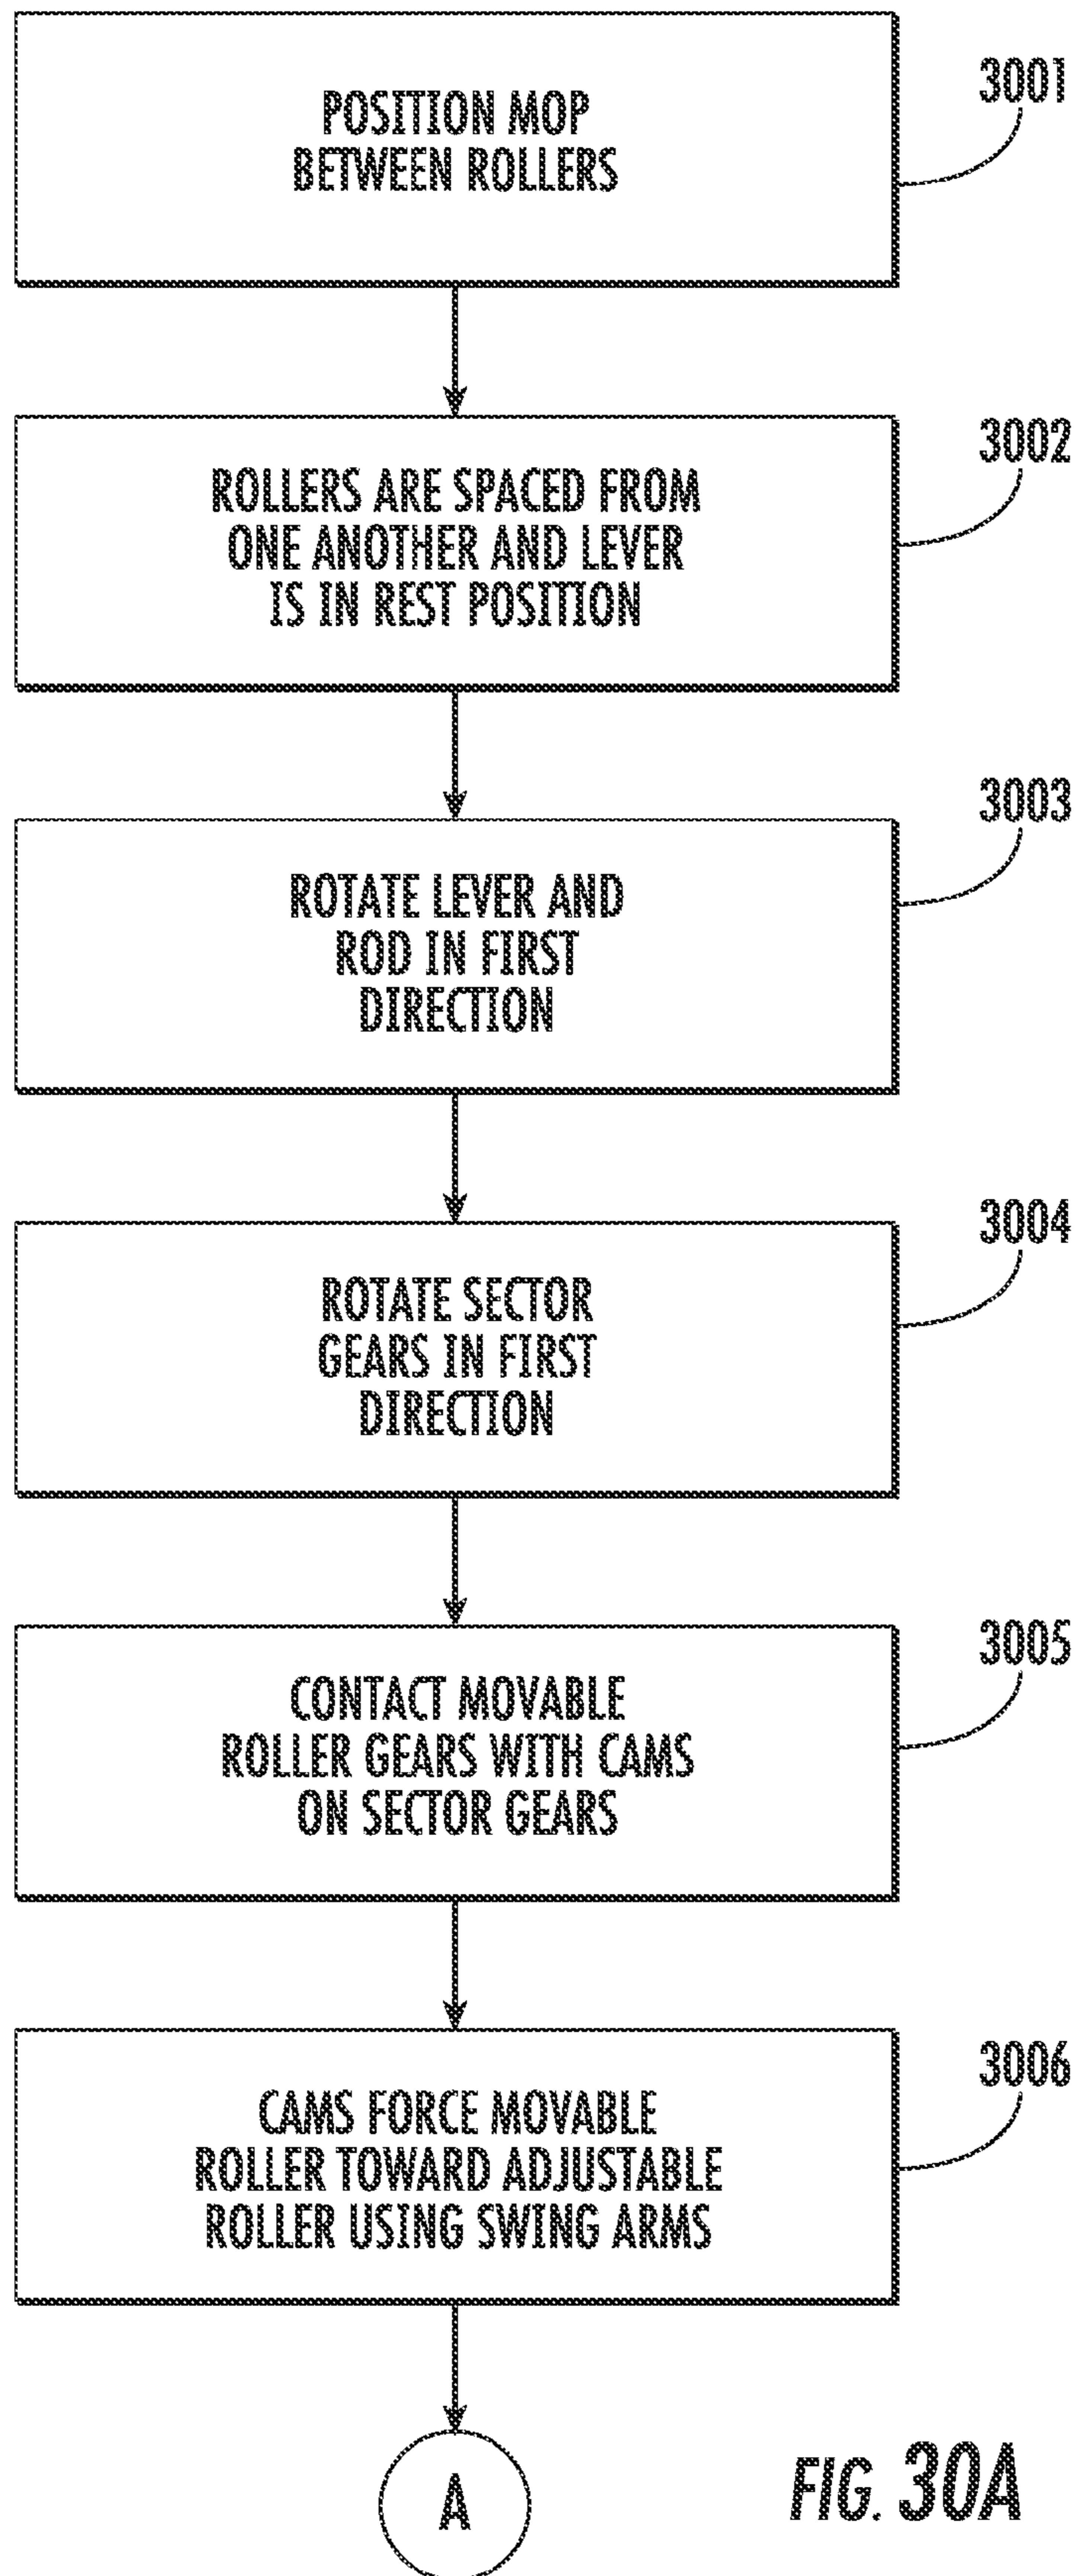 POSITION MOP
BETWEEN ROLLERS
3001
ROLLERS ARE SPACED FROM
ONE ANOTHER AND LEVER
IS IN REST POSITION
3002
ROTATE LEVER AND
ROD IN FIRST
DIRECTION
3003
ROTATE SECTOR
GEARS IN FIRST
DIRECTION
3004
CONTACT MOVABLE
ROLLER GEARS WITH CAMS
ON SECTOR GEARS
3005
CAMS FORCE MOVABLE
ROLLER TOWARD ADJUSTABLE
ROLLER USING SWING ARMS
3006
A
FIG. 30A